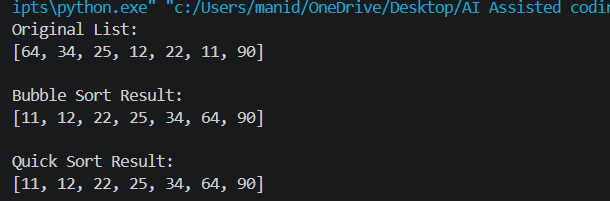 ipts\python.exe" "c:/Users/manid/OneDrive/Desktop/AI Assisted codin
Original List:
[64, 34, 25, 12, 22, 11, 90]
Bubble Sort Result:
[11, 12, 22, 25, 34, 64, 90]
Quick Sort Result:
[11, 12, 22, 25, 34, 64, 90]